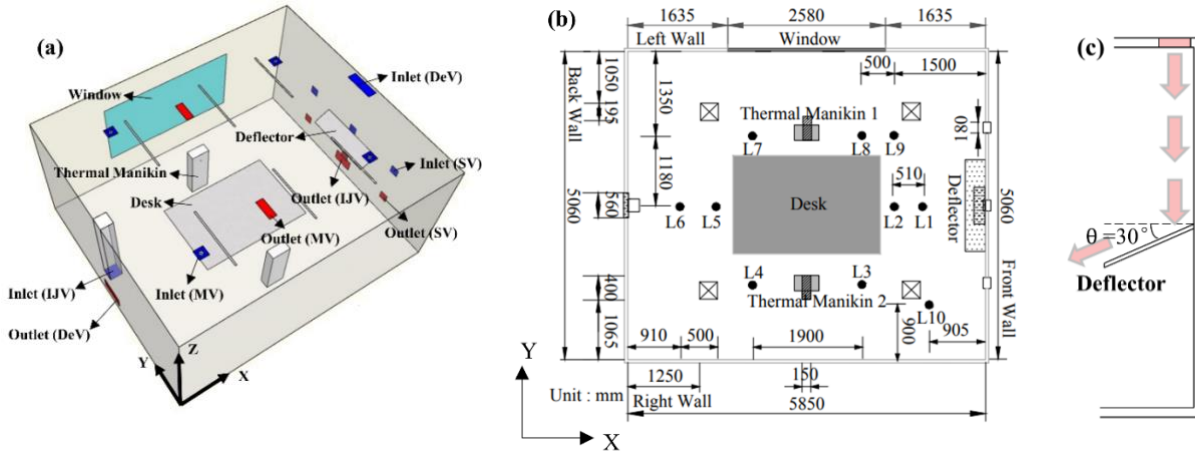 (a)
Window
Inlet (DeV)
Deflector
Thermal Manikin
Desk
Inlet (SV)
Outlet (IJV)
Outlet (MV)
Outlet (SV)
Inlet (IJV)
Inlet (MV)
Outlet (DeV)
Z
Y
X
(b)
1635
2580
1635
Left Wall
Window
Back Wall
1050
195
1350
500
1500
Thermal Manikin 1
180
L7
L8
L9
1180
510
5060
560
Desk
Deflector
5060
L6
L5
L2
L1
400
L4
L3
Thermal Manikin 2
L10
Front Wall
1065
910
500
1900
900
905
Y
1250
150
Unit : mm
Right Wall
5850
X
(c)
θ =30°
Deflector